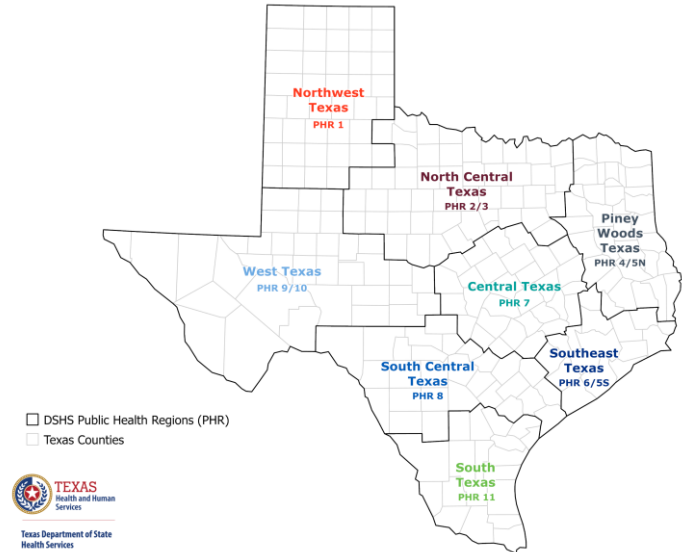 Northwest
Texas
PHR 1
North Central
Texas
PHR 2/3
Piney
Woods
Texas
PHR 4/5N
West Texas
PHR 9/10
Central Texas
PHR 7
Southeast
Texas
PHR 6/5S
South Central
Texas
PHR 8
South
Texas
PHR 11
DSHS Public Health Regions (PHR)
Texas Counties
TEXAS
Health and Human
Services
Texas Department of State
Health Services